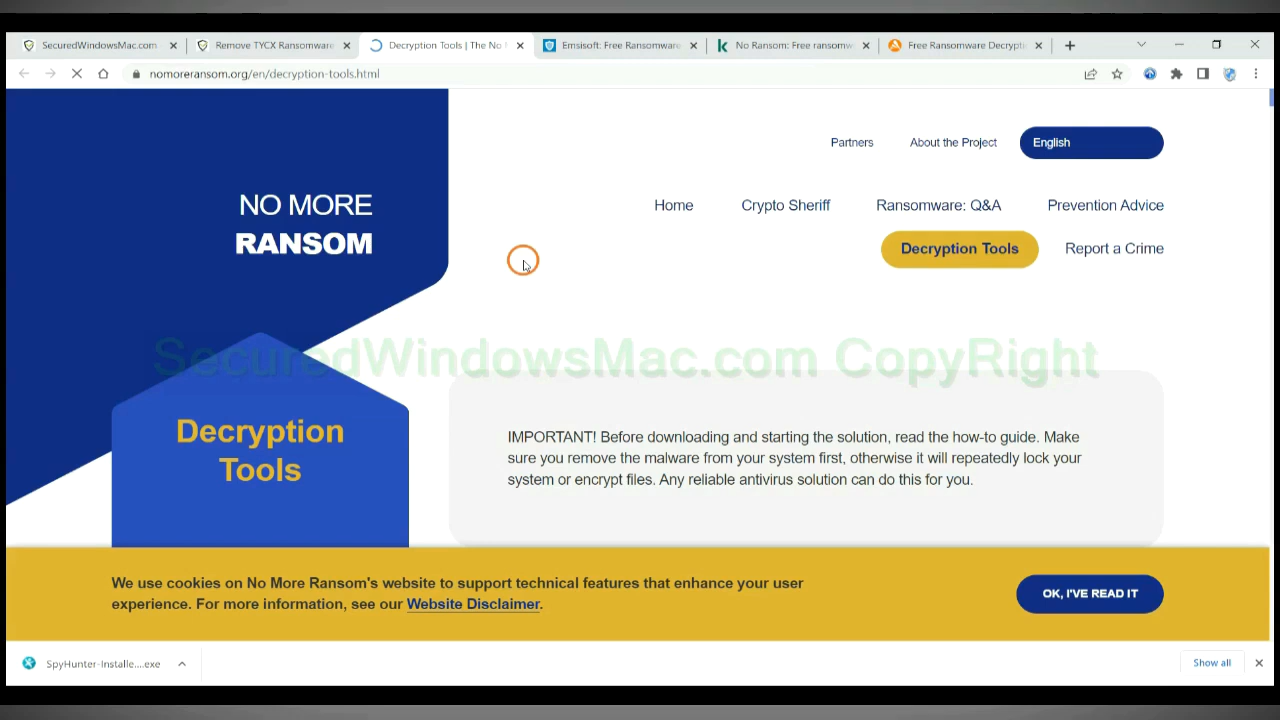 SecuredWindowsMac.com
Remove TYCX Ransomware
Decryption Tools | The No
Emsisoft: Free Ransomware
No Ransom: Free ransomw
Free Ransomware Decrypti
nomoreransom.org/en/decryption-tools.html
Partners
About the Project
English
NO MORE
RANSOM
Home
Crypto Sheriff
Ransomware: Q&A
Prevention Advice
Decryption Tools
Report a Crime
SecuredWindowsMac.com CopyRight
Decryption
Tools
IMPORTANT! Before downloading and starting the solution, read the how-to guide. Make
sure you remove the malware from your system first, otherwise it will repeatedly lock your
system or encrypt files. Any reliable antivirus solution can do this for you.
We use cookies on No More Ransom's website to support technical features that enhance your user
experience. For more information, see our Website Disclaimer.
OK, I'VE READ IT
SpyHunter-Installe....exe
Show all